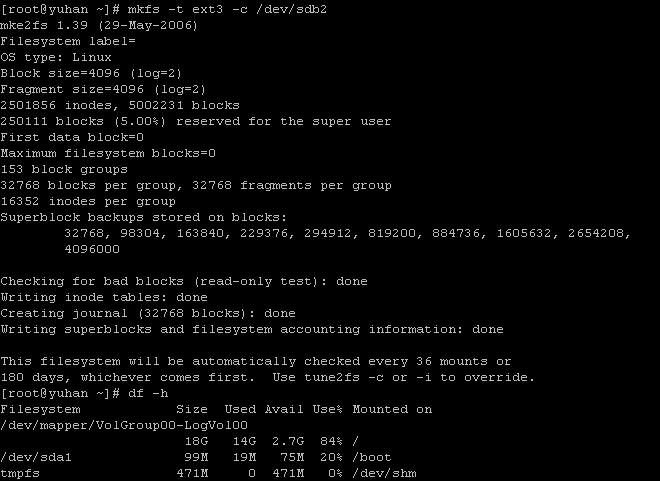 [root@yuhan ~]# mkfs -t ext3 -c /dev/sdb2
mke2fs 1.39 (29-May-2006)
Filesystem label=
OS type: Linux
Block size=4096 (log=2)
Fragment size=4096 (log=2)
2501856 inodes, 5002231 blocks
250111 blocks (5.00%) reserved for the super user
First data block=0
Maximum filesystem blocks=0
153 block groups
32768 blocks per group, 32768 fragments per group
16352 inodes per group
Superblock backups stored on blocks:
        32768, 98304, 163840, 229376, 294912, 819200, 884736, 1605632, 2654208,
        4096000
Checking for bad blocks (read-only test): done
Writing inode tables: done
Creating journal (32768 blocks): done
Writing superblocks and filesystem accounting information: done
This filesystem will be automatically checked every 36 mounts or
180 days, whichever comes first.  Use tune2fs -c or -i to override.
[root@yuhan ~]# df -h
Filesystem            Size  Used Avail Use% Mounted on
/dev/mapper/VolGroup00-LogVol00
                       18G   14G  2.7G  84% /
/dev/sda1              99M   19M   75M  20% /boot
tmpfs                 471M     0  471M   0% /dev/shm